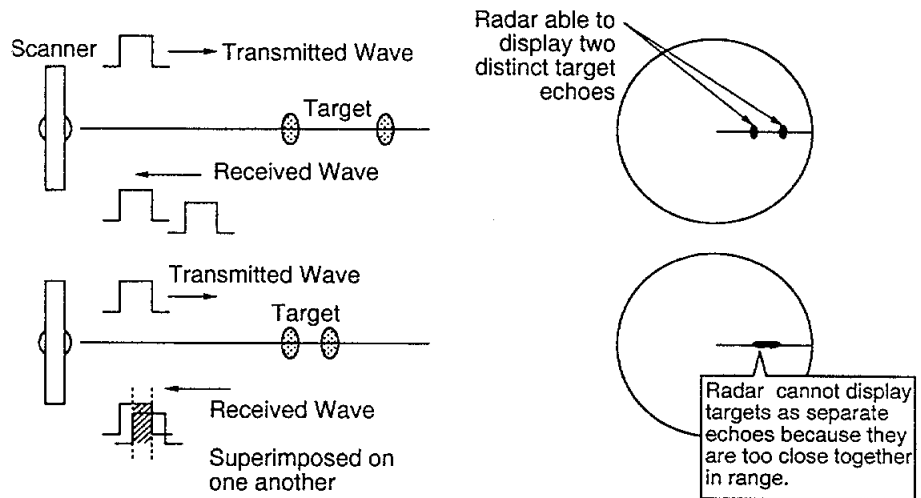 Scanner
Transmitted Wave
Target
Received Wave
Radar able to
display two
distinct target
echoes
Transmitted Wave
Target
Received Wave
Superimposed on
one another
Radar cannot display
targets as separate
echoes because they
are too close together
in range.